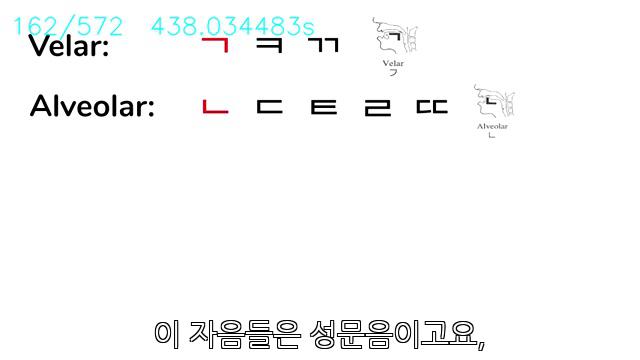 162/572 438.034483s
Velar: ㄱ ㅋ ㄲ
Velar
ㄱ
Alveolar: ㄴ ㄷ ㅌ ㄹ ㄸ
Alveolar
ㄴ
이 자음들은 성문음이고요,